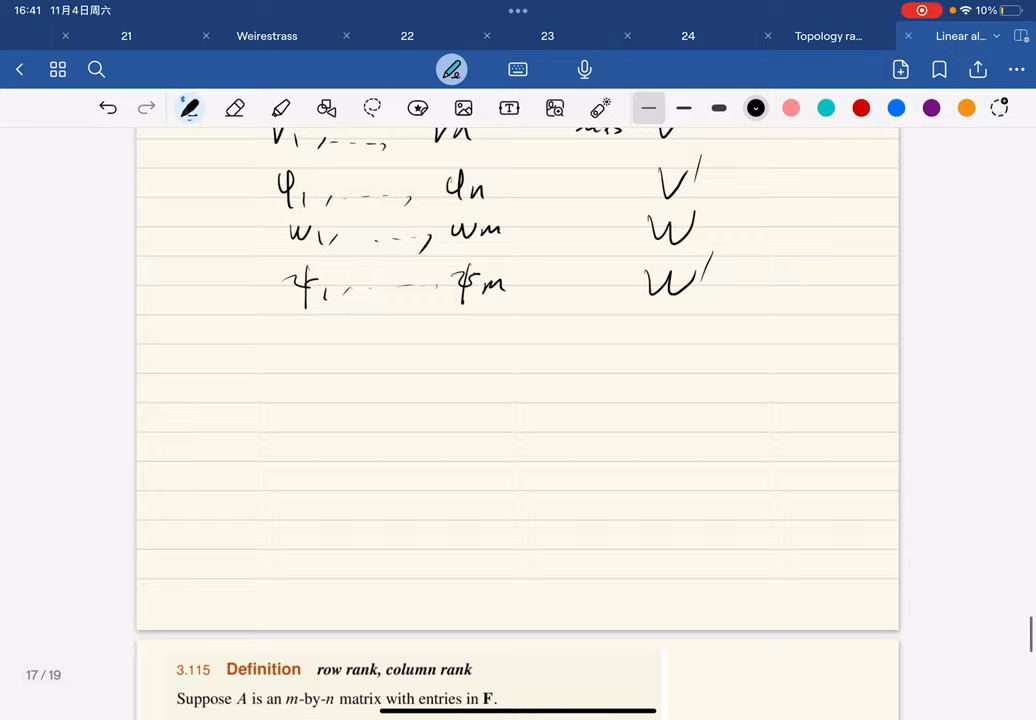 16:41 11月4日周六
10%
21 Weirestrass 22 23 24 Topology ra... Linear al...
v₁, ...., vn V
φ₁, ....., φn V'
w₁, ...., wm W
ψ₁, ....... ψm W'
17 / 19
3.115 Definition row rank, column rank
Suppose A is an m-by-n matrix with entries in F.